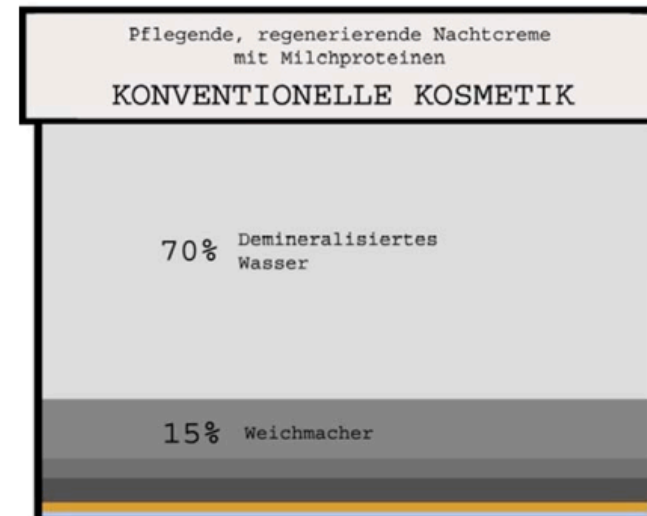 Pflegende, regenerierende Nachtcreme
mit Milchproteinen
KONVENTIONELLE KOSMETIK
70% Demineralisiertes
Wasser
15% Weichmacher